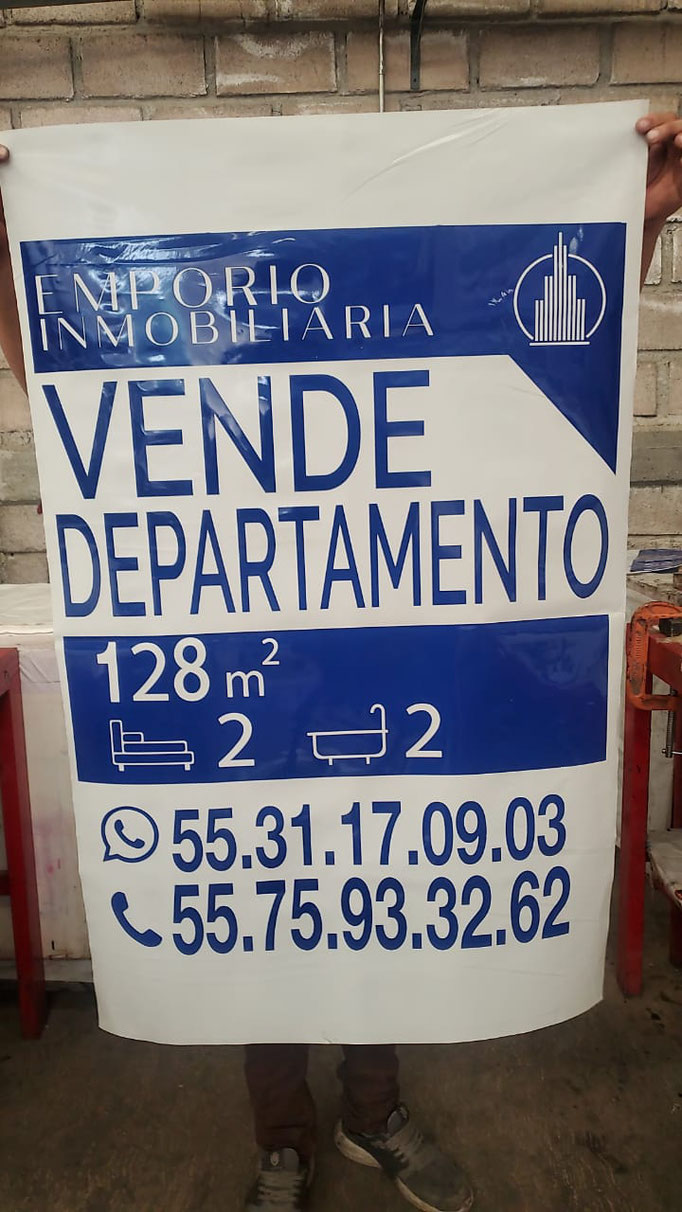 EMPORIO
INMOBILIARIA
VENDE
DEPARTAMENTO
128 m²
2 2
55.31.17.09.03
55.75.93.32.62